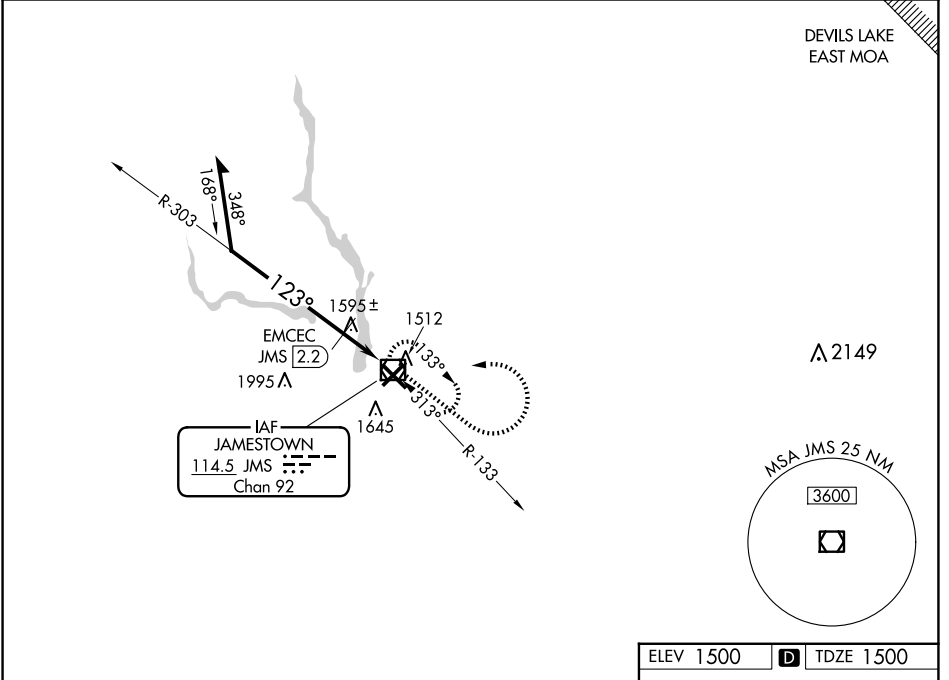 DEVILS LAKE
EAST MOA
R-303
168°
348°
123°
1595±
EMCEC
JMS 2.2
1512
133°
1995
2149
313°
1645
R-133
IAF
JAMESTOWN
114.5 JMS
Chan 92
MSA JMS 25 NM
3600
ELEV 1500 D TDZE 1500